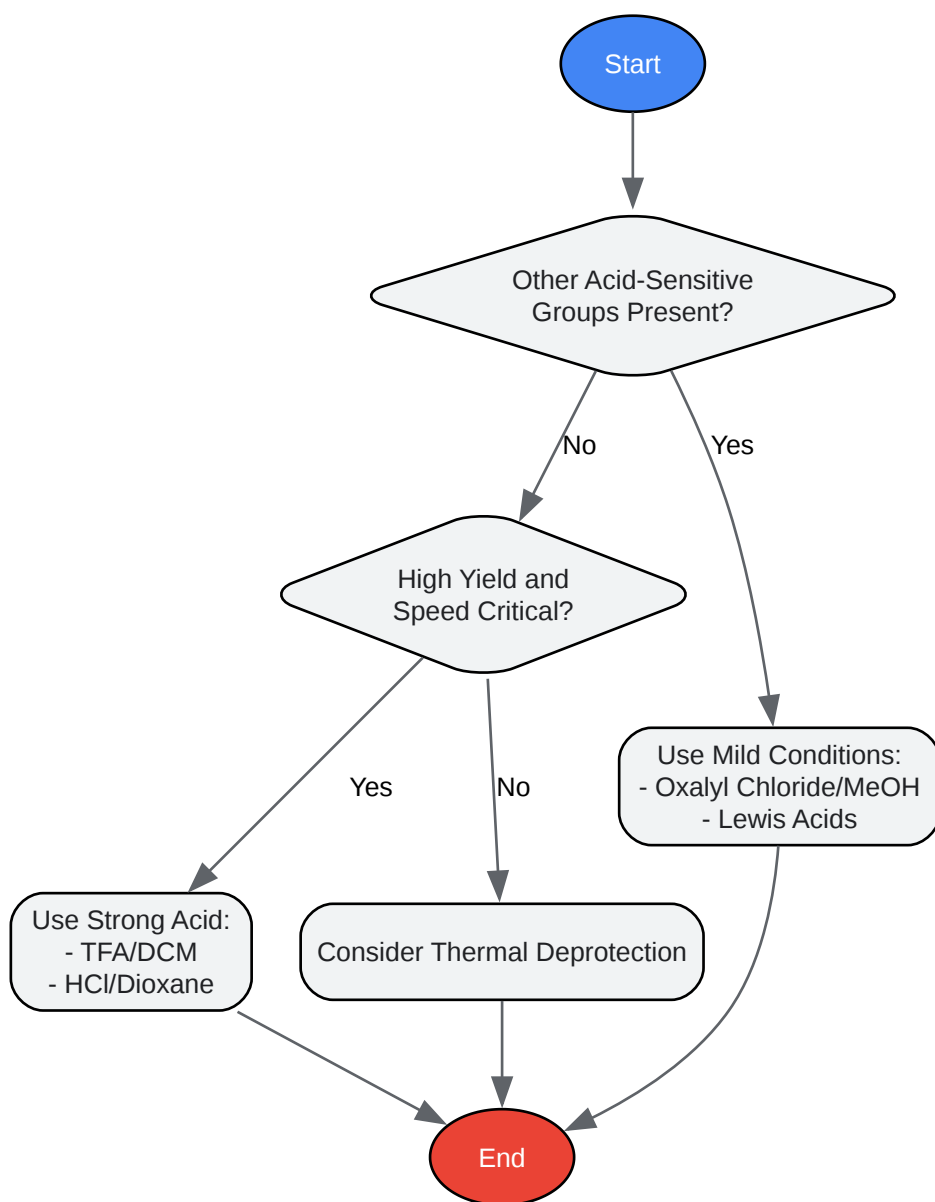 Start
Other Acid-Sensitive
Groups Present?
No
Yes
High Yield and
Speed Critical?
Use Mild Conditions:
- Oxalyl Chloride/MeOH
- Lewis Acids
Yes
No
Use Strong Acid:
- TFA/DCM
- HCl/Dioxane
Consider Thermal Deprotection
End